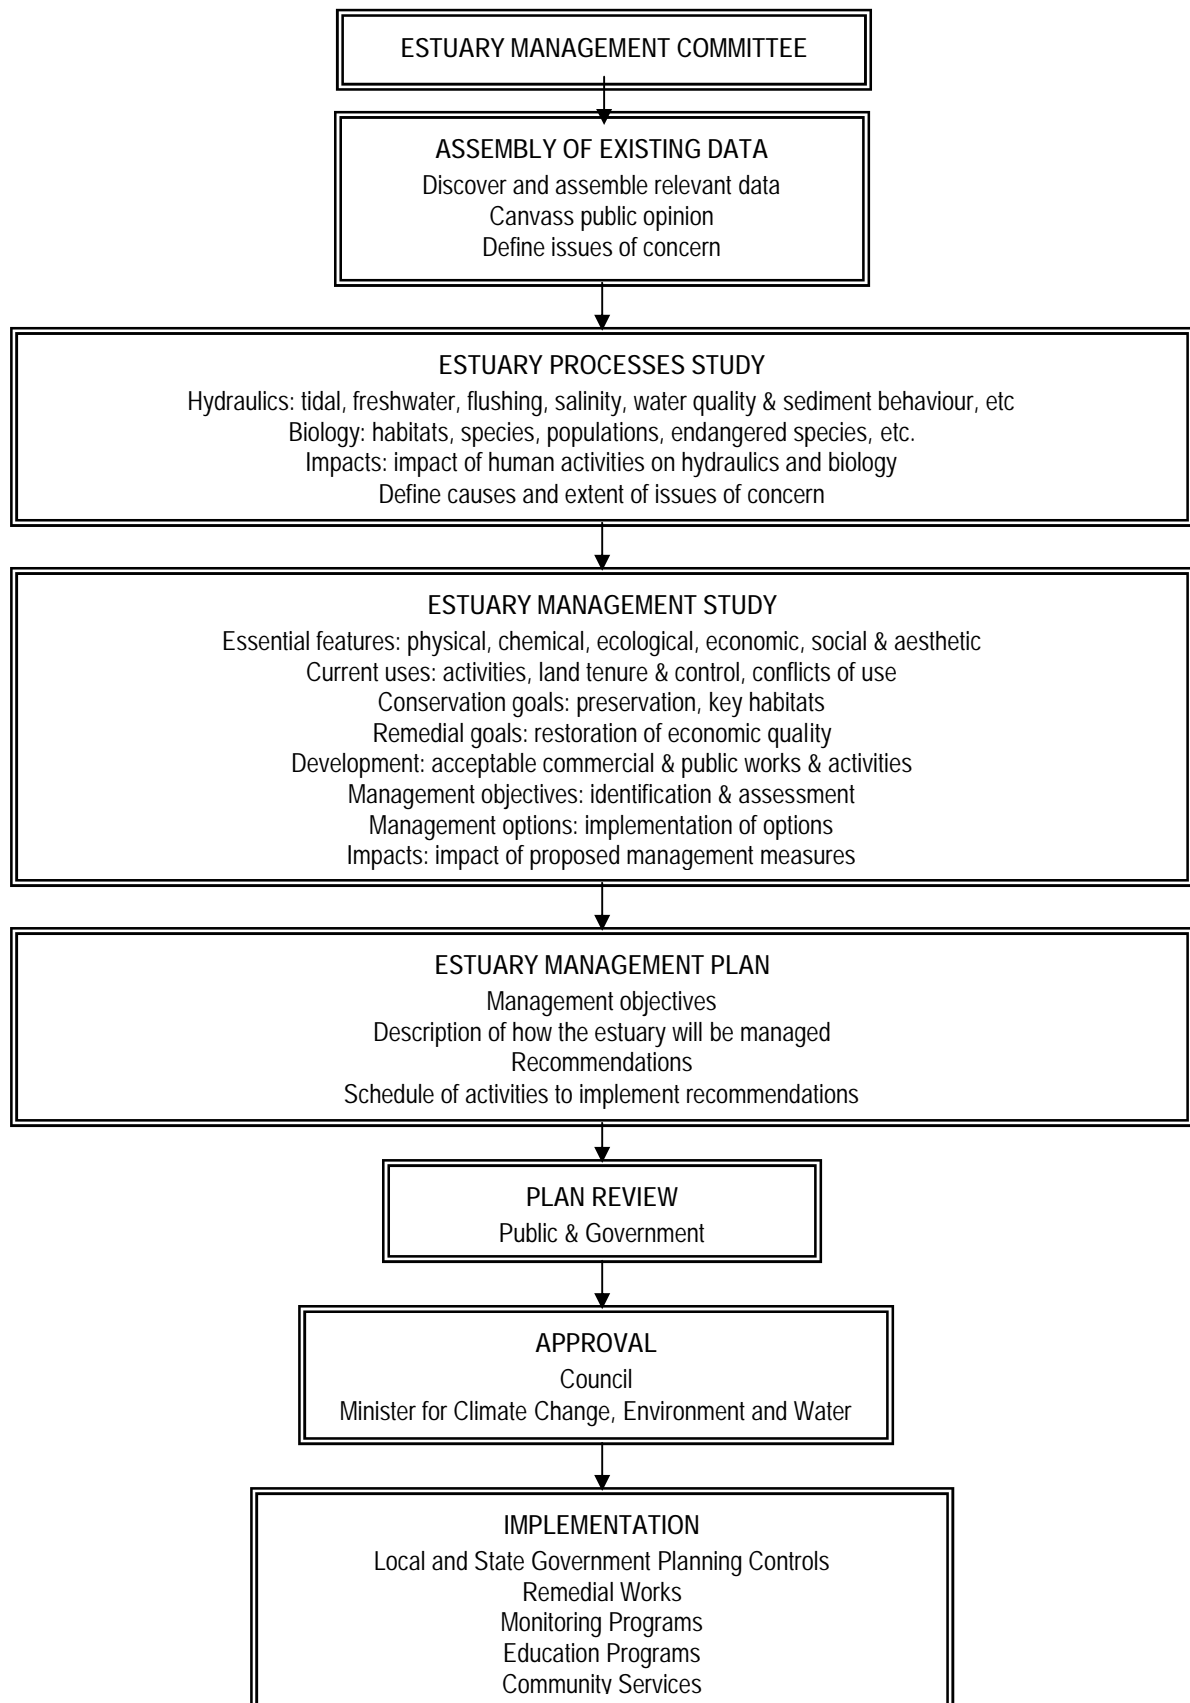 ESTUARY MANAGEMENT COMMITTEE
ASSEMBLY OF EXISTING DATA
Discover and assemble relevant data
Canvass public opinion
Define issues of concern
ESTUARY PROCESSES STUDY
Hydraulics: tidal, freshwater, flushing, salinity, water quality & sediment behaviour, etc
Biology: habitats, species, populations, endangered species, etc.
Impacts: impact of human activities on hydraulics and biology
Define causes and extent of issues of concern
ESTUARY MANAGEMENT STUDY
Essential features: physical, chemical, ecological, economic, social & aesthetic
Current uses: activities, land tenure & control, conflicts of use
Conservation goals: preservation, key habitats
Remedial goals: restoration of economic quality
Development: acceptable commercial & public works & activities
Management objectives: identification & assessment
Management options: implementation of options
Impacts: impact of proposed management measures
ESTUARY MANAGEMENT PLAN
Management objectives
Description of how the estuary will be managed
Recommendations
Schedule of activities to implement recommendations
PLAN REVIEW
Public & Government
APPROVAL
Council
Minister for Climate Change, Environment and Water
IMPLEMENTATION
Local and State Government Planning Controls
Remedial Works
Monitoring Programs
Education Programs
Community Services